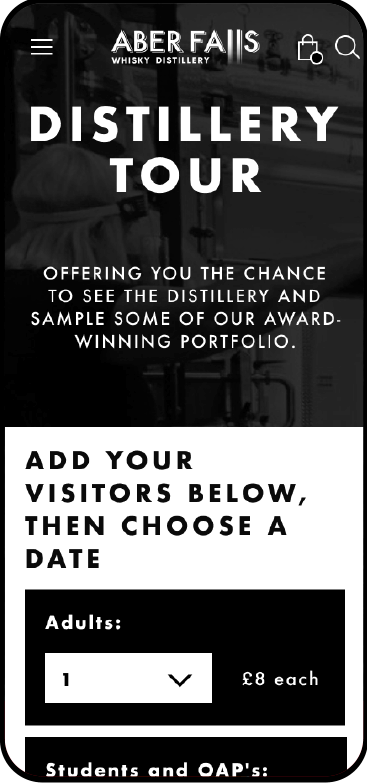 ABER FAllS
WHISKY DISTILLERY
DISTILLERY
TOUR
OFFERING YOU THE CHANCE
TO SEE THE DISTILLERY AND
SAMPLE SOME OF OUR AWARD-
WINNING PORTFOLIO.
ADD YOUR
VISITORS BELOW,
THEN CHOOSE A
DATE
Adults:
1 £8 each
Students and OAP's: